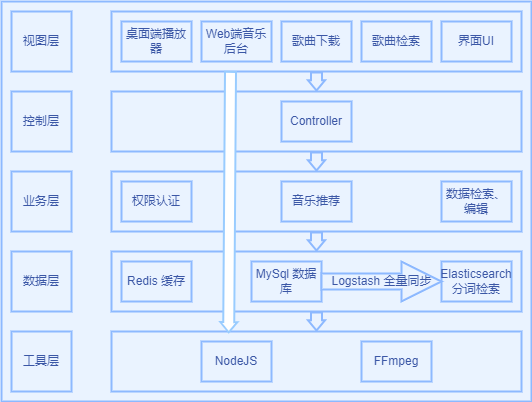 视图层
桌面端播放
器
Web端音乐
后台
歌曲下载
歌曲检索
界面UI
控制层
Controller
业务层
权限认证
音乐推荐
数据检索、
编辑
数据层
Redis 缓存
MySql 数据
库
Logstash 全量同步
Elasticsearch
分词检索
工具层
NodeJS
FFmpeg